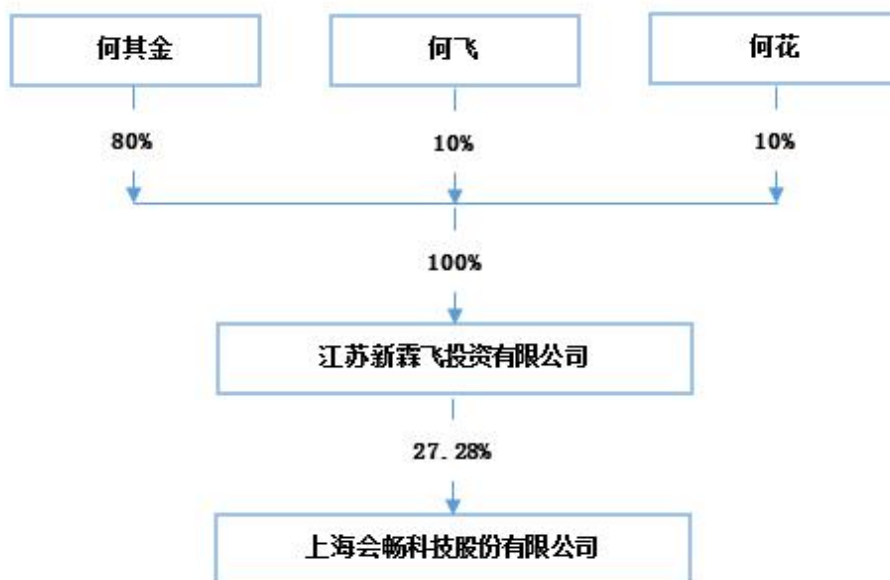 何其金
何飞
何花
80%
10%
10%
100%
江苏新霖飞投资有限公司
27.28%
上海会畅科技股份有限公司